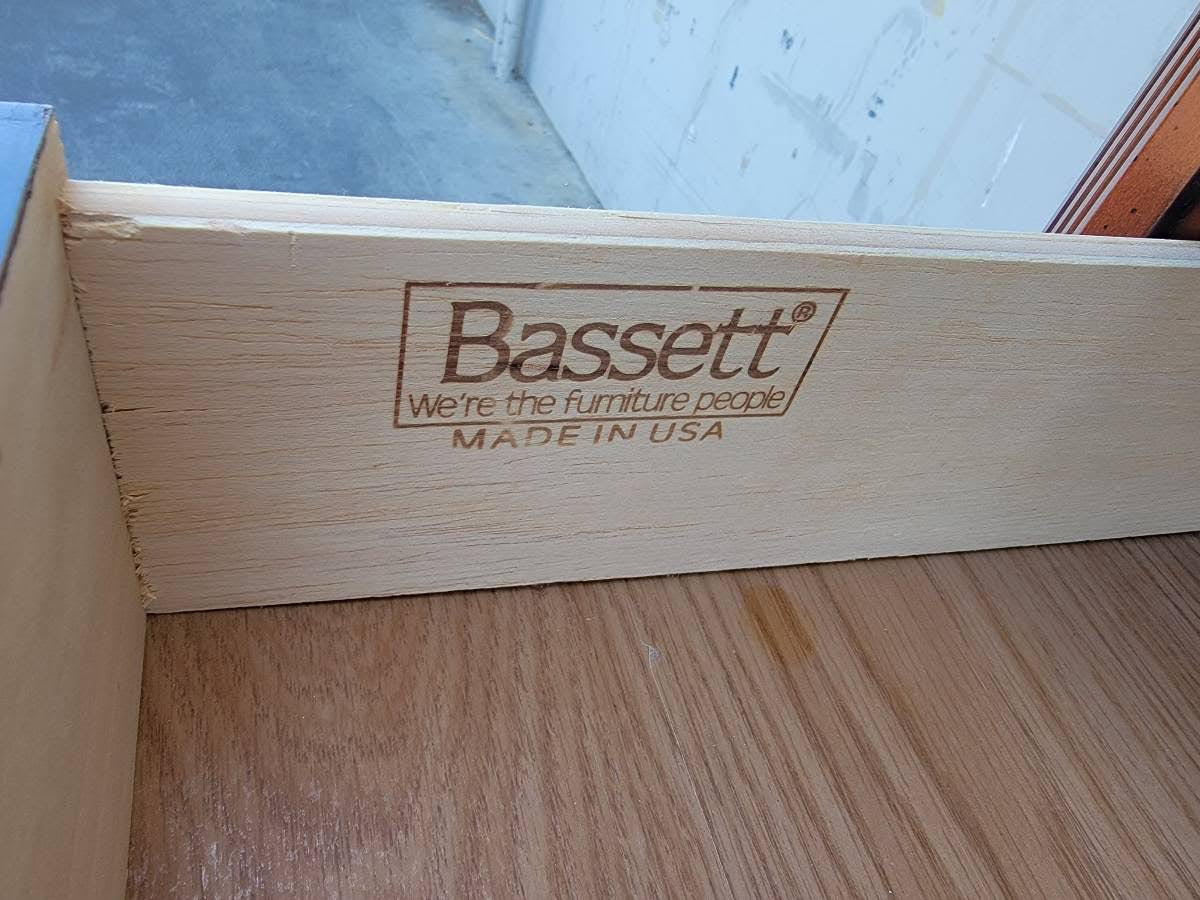 Bassett®
We're the furniture people
MADE IN USA